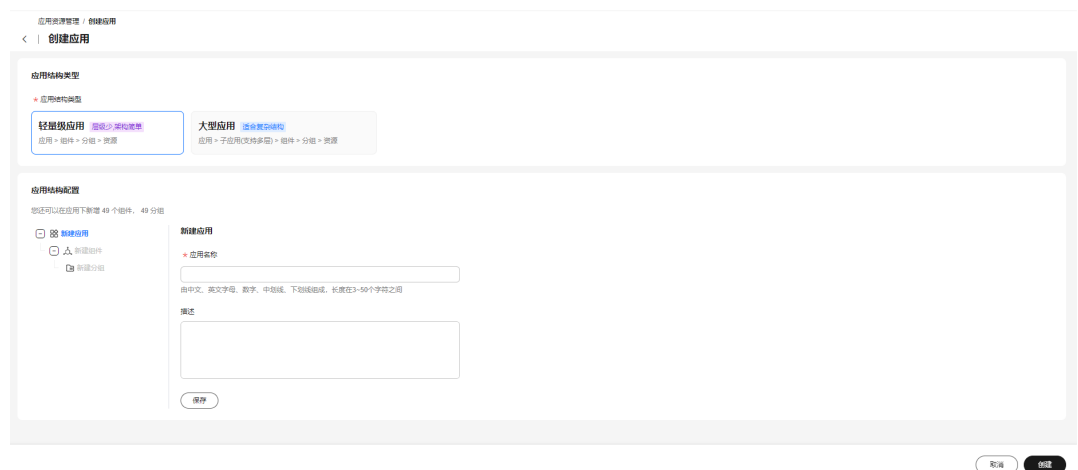 应用资源管理 / 创建应用
创建应用
应用结构类型
* 应用结构类型
轻量级应用 层级少,架构简单
应用 > 组件 > 分组 > 资源
大型应用 适合复杂结构
应用 > 子应用(支持多层) > 组件 > 分组 > 资源
应用结构配置
您还可以在应用下新增 49 个组件， 49 分组
新建应用
新建组件
新建分组
新建应用
* 应用名称
由中文、英文字母、数字、中划线、下划线组成，长度在3~50个字符之间
描述
保存
取消
创建